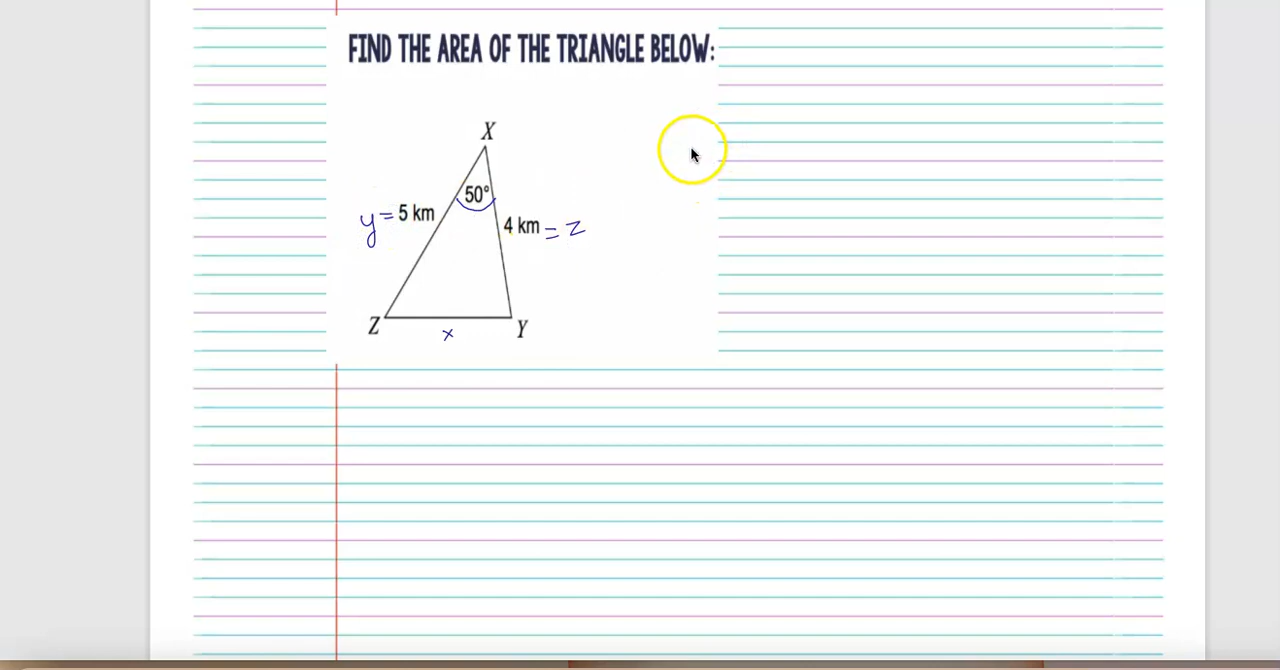 FIND THE AREA OF THE TRIANGLE BELOW:
X
50°
y = 5 km
4 km = z
Z
x
Y